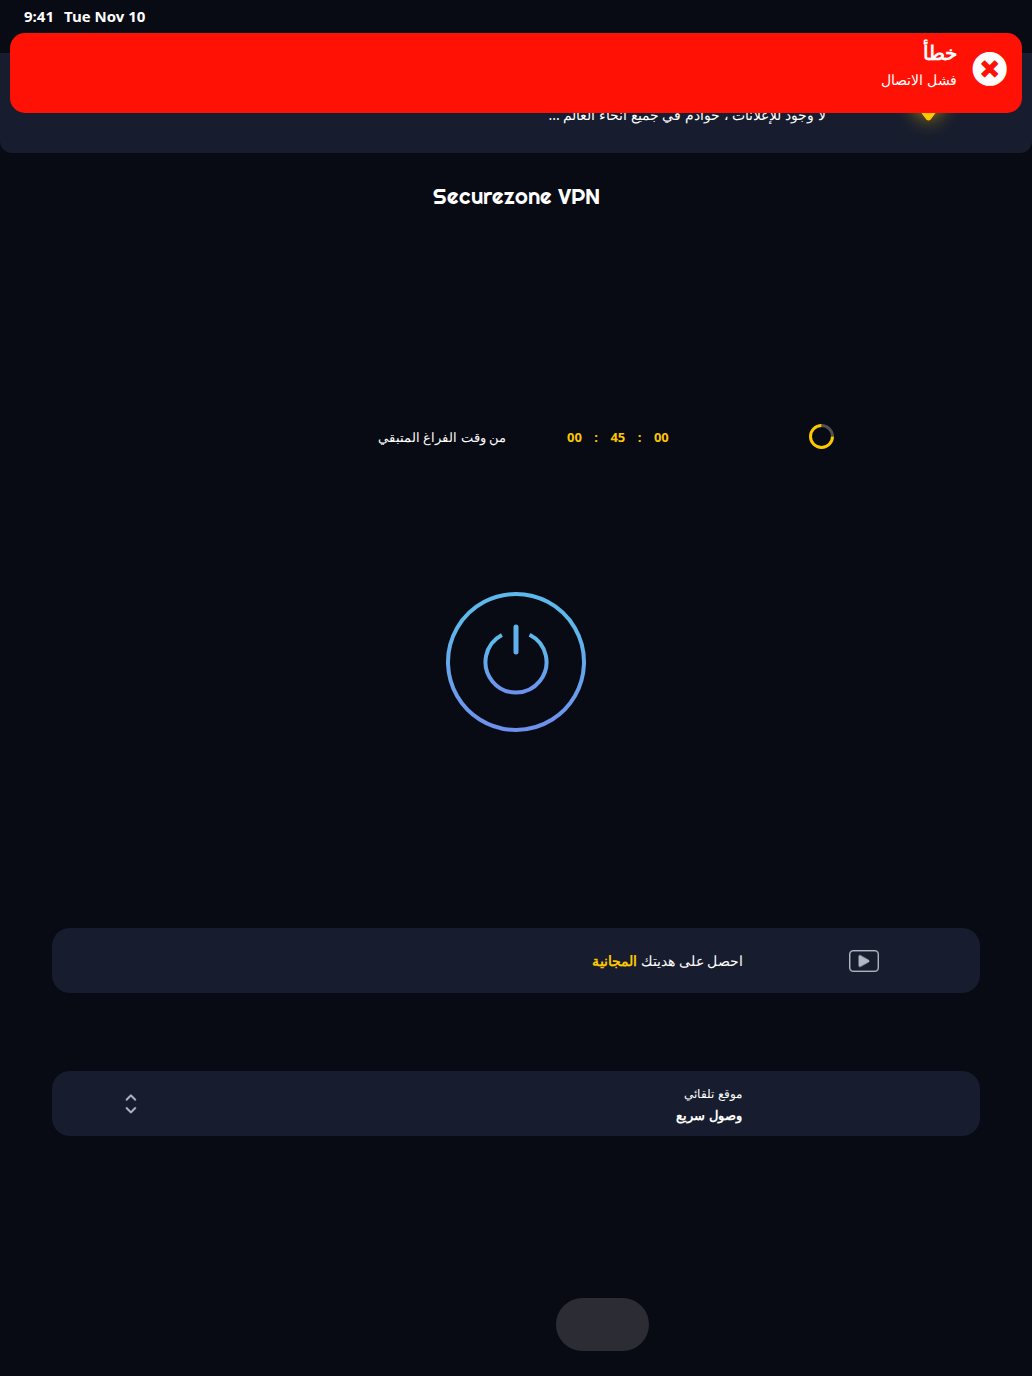 9:41 Tue Nov 10
خطأ
فشل الاتصال
لا وجود للإعلانات ، خوادم في جميع أنحاء العالم ...
Securezone VPN
00 : 45 : 00
من وقت الفراغ المتبقي
احصل على هديتك المجانية
موقع تلقائي
وصول سريع